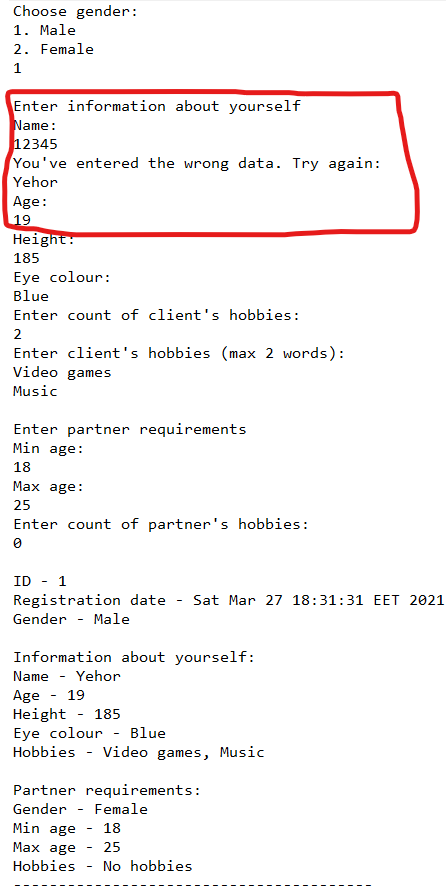 Choose gender:
1. Male
2. Female
1
Enter information about yourself
Name:
12345
You've entered the wrong data. Try again:
Yehor
Age:
19
Height:
185
Eye colour:
Blue
Enter count of client's hobbies:
2
Enter client's hobbies (max 2 words):
Video games
Music
Enter partner requirements
Min age:
18
Max age:
25
Enter count of partner's hobbies:
0
ID - 1
Registration date - Sat Mar 27 18:31:31 EET 2021
Gender - Male
Information about yourself:
Name - Yehor
Age - 19
Height - 185
Eye colour - Blue
Hobbies - Video games, Music
Partner requirements:
Gender - Female
Min age - 18
Max age - 25
Hobbies - No hobbies
----------------------------------------